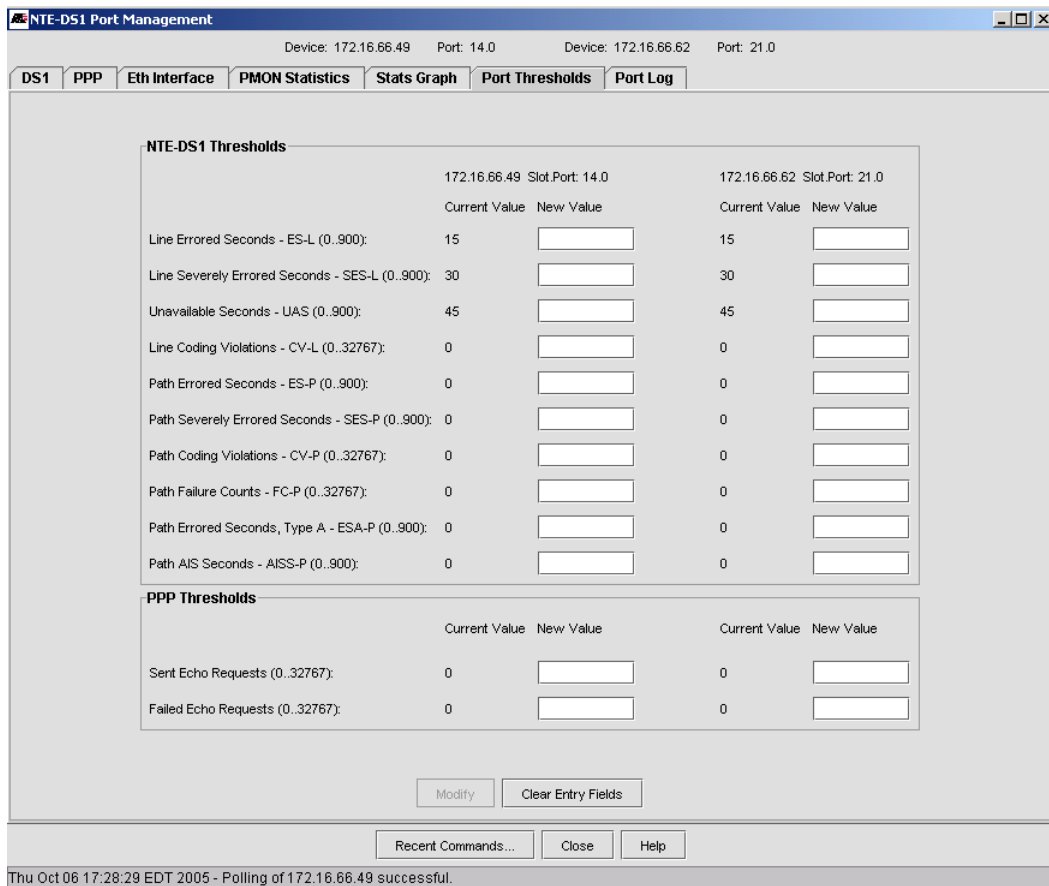 NTE-DS1 Port Management
Device: 172.16.66.49 Port: 14.0 Device: 172.16.66.62 Port: 21.0
DS1 PPP Eth Interface PMON Statistics Stats Graph Port Thresholds Port Log
NTE-DS1 Thresholds
172.16.66.49 Slot.Port: 14.0 172.16.66.62 Slot.Port: 21.0
Current Value New Value Current Value New Value
Line Errored Seconds - ES-L (0..900): 15 15
Line Severely Errored Seconds - SES-L (0..900): 30 30
Unavailable Seconds - UAS (0..900): 45 45
Line Coding Violations - CV-L (0..32767): 0 0
Path Errored Seconds - ES-P (0..900): 0 0
Path Severely Errored Seconds - SES-P (0..900): 0 0
Path Coding Violations - CV-P (0..32767): 0 0
Path Failure Counts - FC-P (0..32767): 0 0
Path Errored Seconds, Type A - ESA-P (0..900): 0 0
Path AIS Seconds - AISS-P (0..900): 0 0
PPP Thresholds
Current Value New Value Current Value New Value
Sent Echo Requests (0..32767): 0 0
Failed Echo Requests (0..32767): 0 0
Modify Clear Entry Fields
Recent Commands... Close Help
Thu Oct 06 17:28:29 EDT 2005 - Polling of 172.16.66.49 successful.